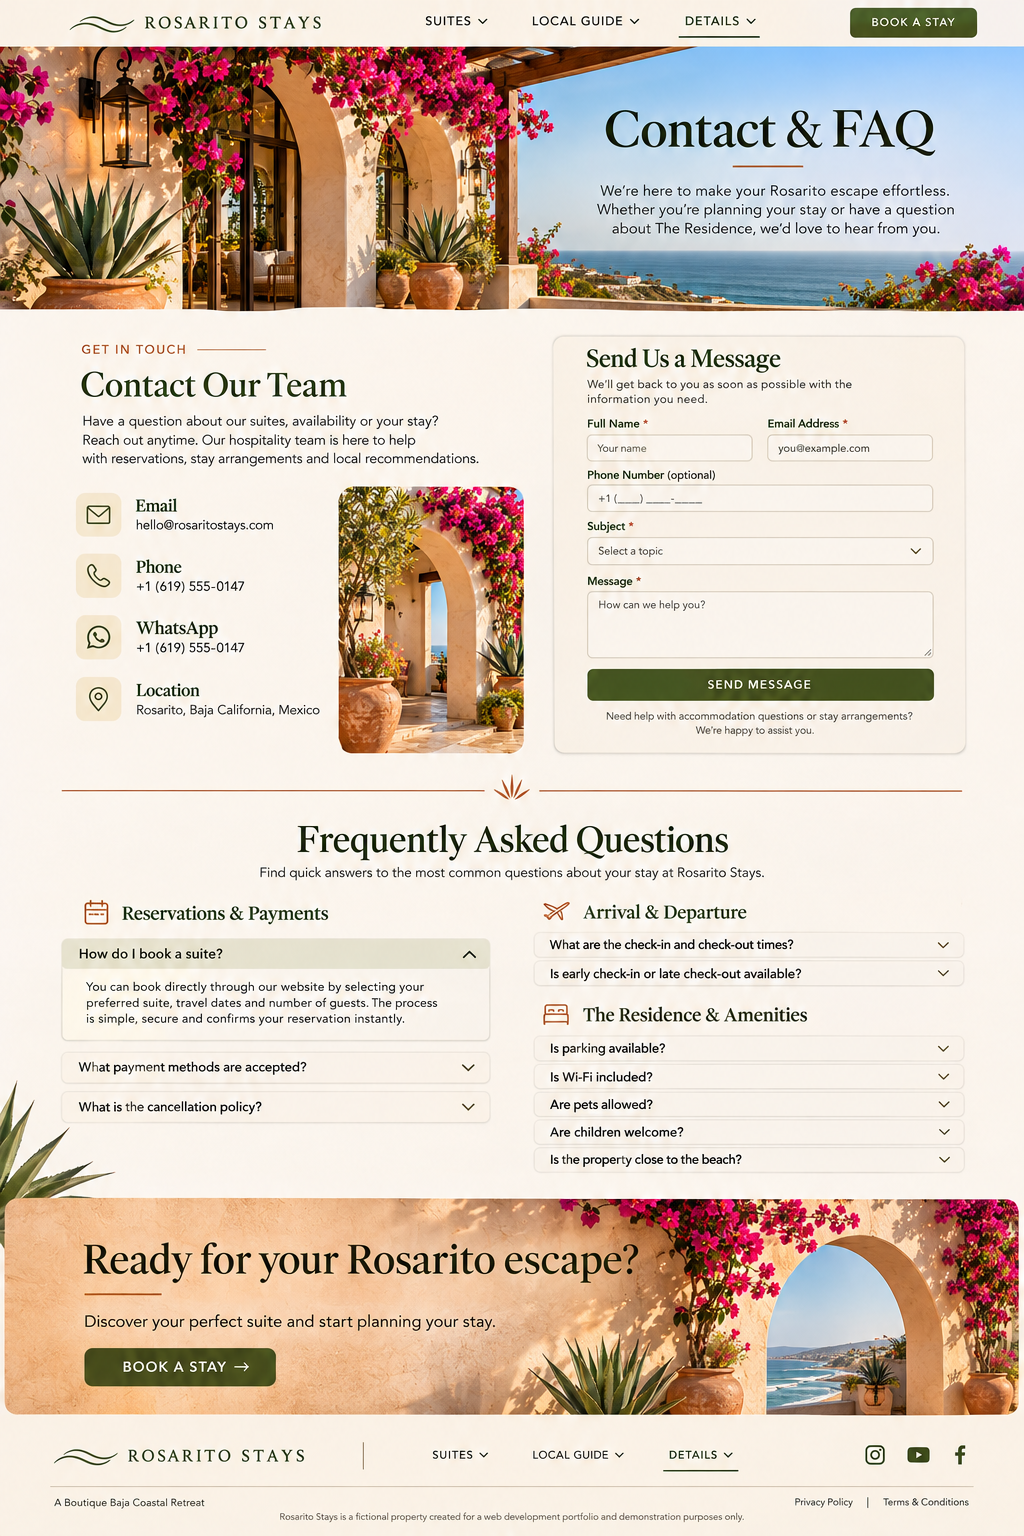 ROSARITO STAYS
SUITES
LOCAL GUIDE
DETAILS
BOOK A STAY
Contact & FAQ
We're here to make your Rosarito escape effortless.
Whether you're planning your stay or have a question
about The Residence, we'd love to hear from you.
GET IN TOUCH
Contact Our Team
Have a question about our suites, availability or your stay?
Reach out anytime. Our hospitality team is here to help
with reservations, stay arrangements and local recommendations.
Email
hello@rosaritostays.com
Phone
+1 (619) 555-0147
WhatsApp
+1 (619) 555-0147
Location
Rosarito, Baja California, Mexico
Send Us a Message
We'll get back to you as soon as possible with the
information you need.
Full Name *
Email Address *
Your name
you@example.com
Phone Number (optional)
+1 (___) ____-____
Subject *
Select a topic
Message *
How can we help you?
SEND MESSAGE
Need help with accommodation questions or stay arrangements?
We're happy to assist you.
Frequently Asked Questions
Find quick answers to the most common questions about your stay at Rosarito Stays.
Reservations & Payments
How do I book a suite?
You can book directly through our website by selecting your
preferred suite, travel dates and number of guests. The process
is simple, secure and confirms your reservation instantly.
What payment methods are accepted?
What is the cancellation policy?
Arrival & Departure
What are the check-in and check-out times?
Is early check-in or late check-out available?
The Residence & Amenities
Is parking available?
Is Wi-Fi included?
Are pets allowed?
Are children welcome?
Is the property close to the beach?
Ready for your Rosarito escape?
Discover your perfect suite and start planning your stay.
BOOK A STAY →
ROSARITO STAYS
SUITES
LOCAL GUIDE
DETAILS
A Boutique Baja Coastal Retreat
Privacy Policy | Terms & Conditions
Rosarito Stays is a fictional property created for a web development portfolio and demonstration purposes only.